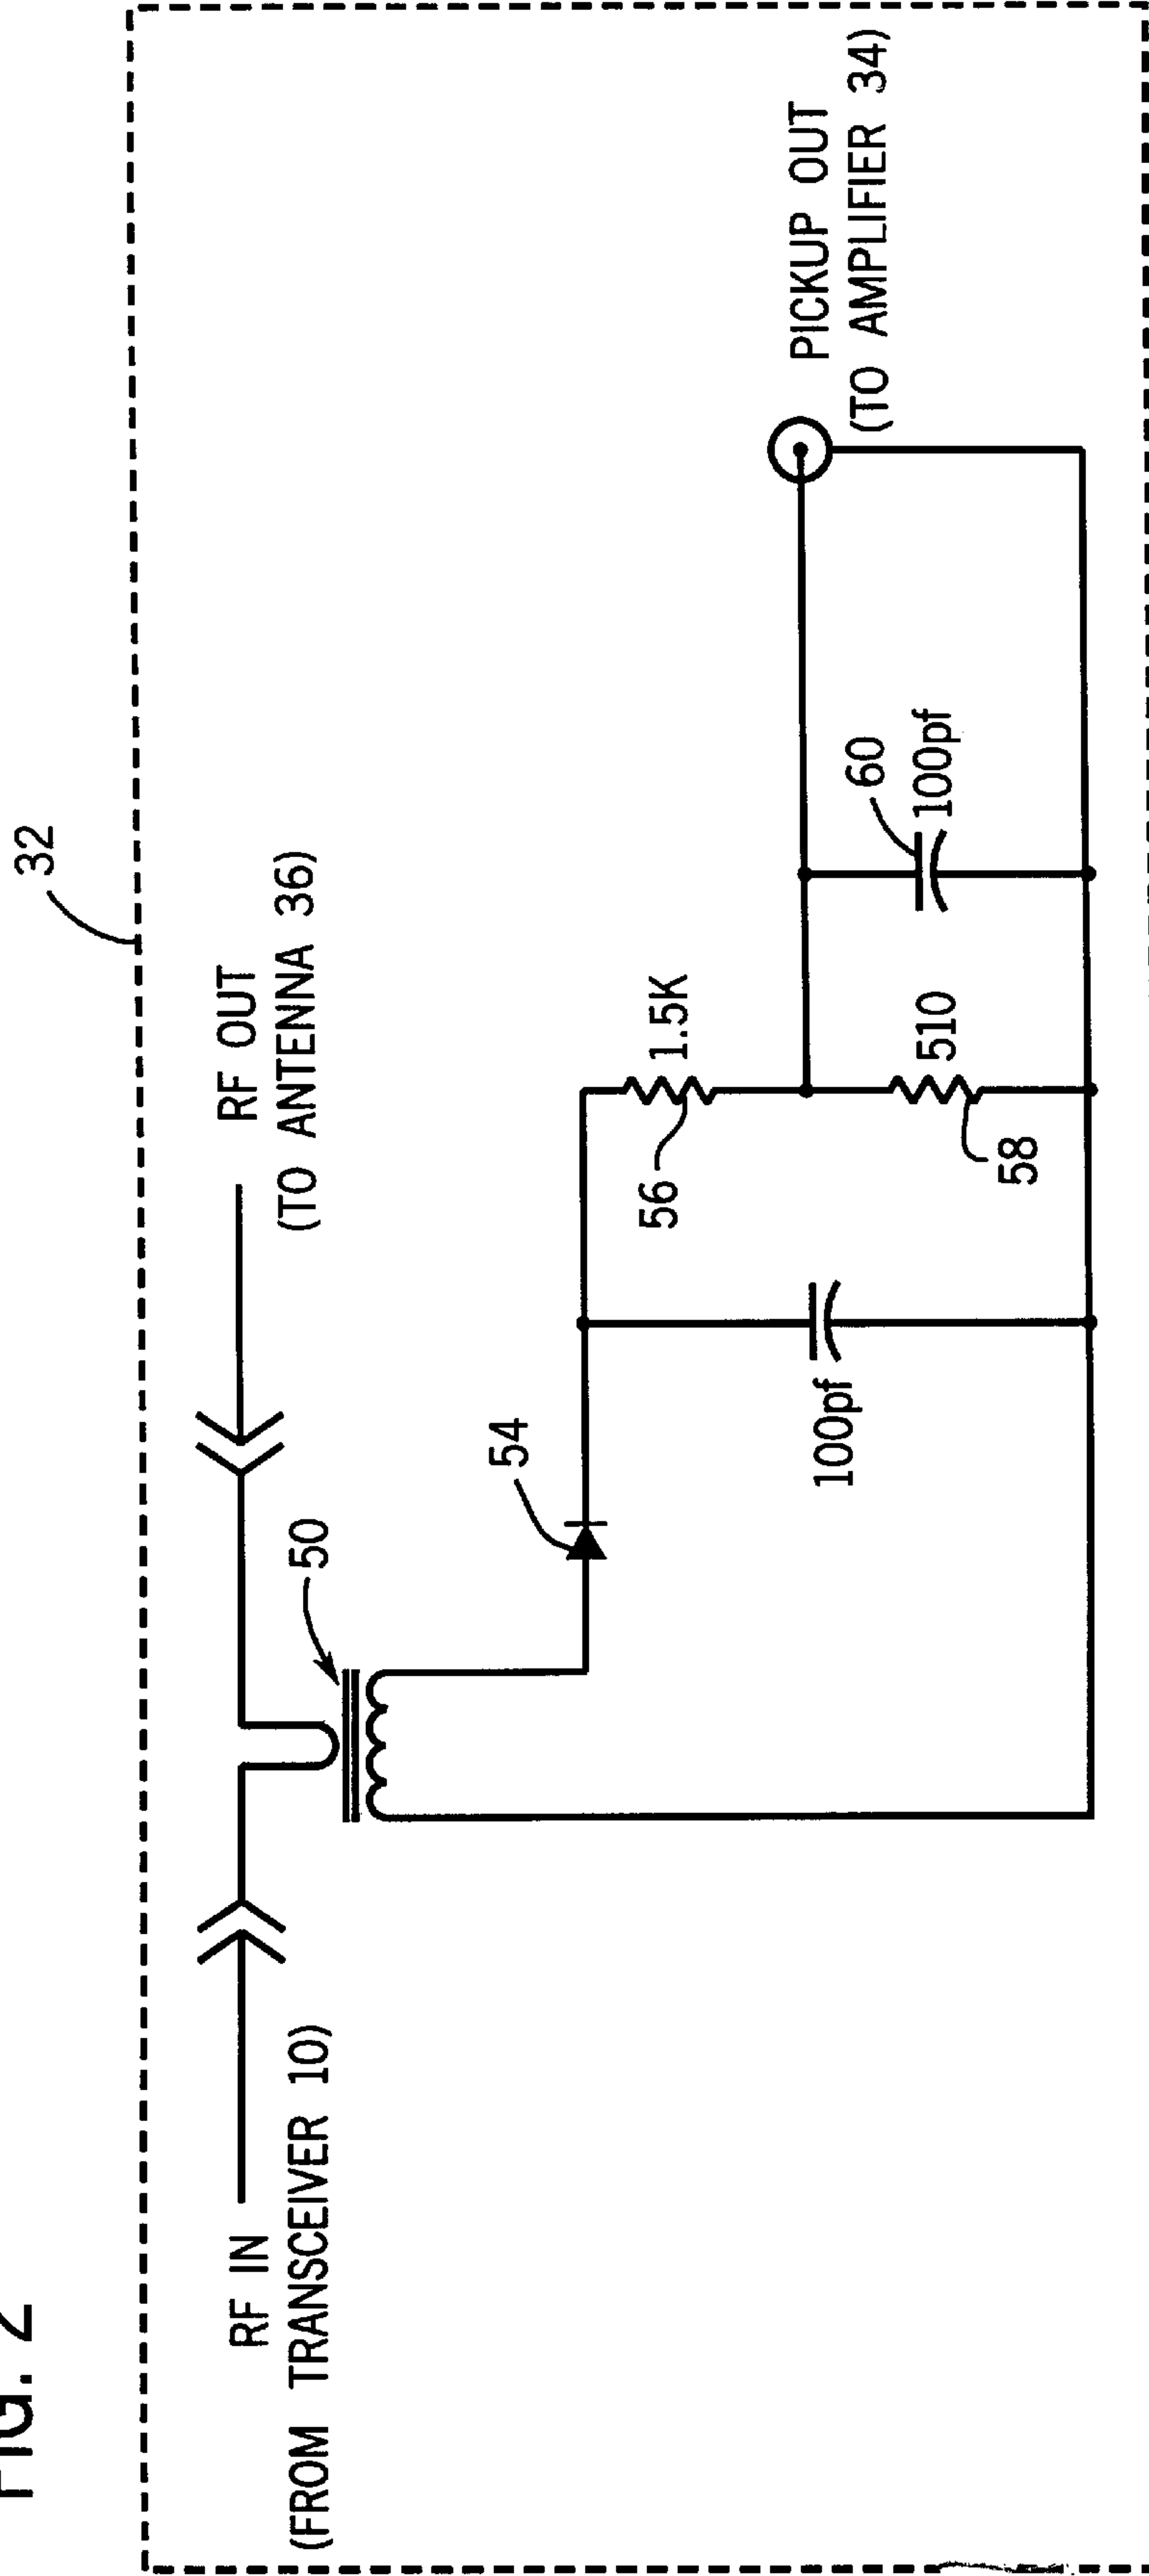 FIG. 2
32
RF IN
(FROM TRANSCEIVER 10)
RF OUT
(TO ANTENNA 36)
50
54
100pf
56
1.5K
58
510
60
100pf
PICKUP OUT
(TO AMPLIFIER 34)